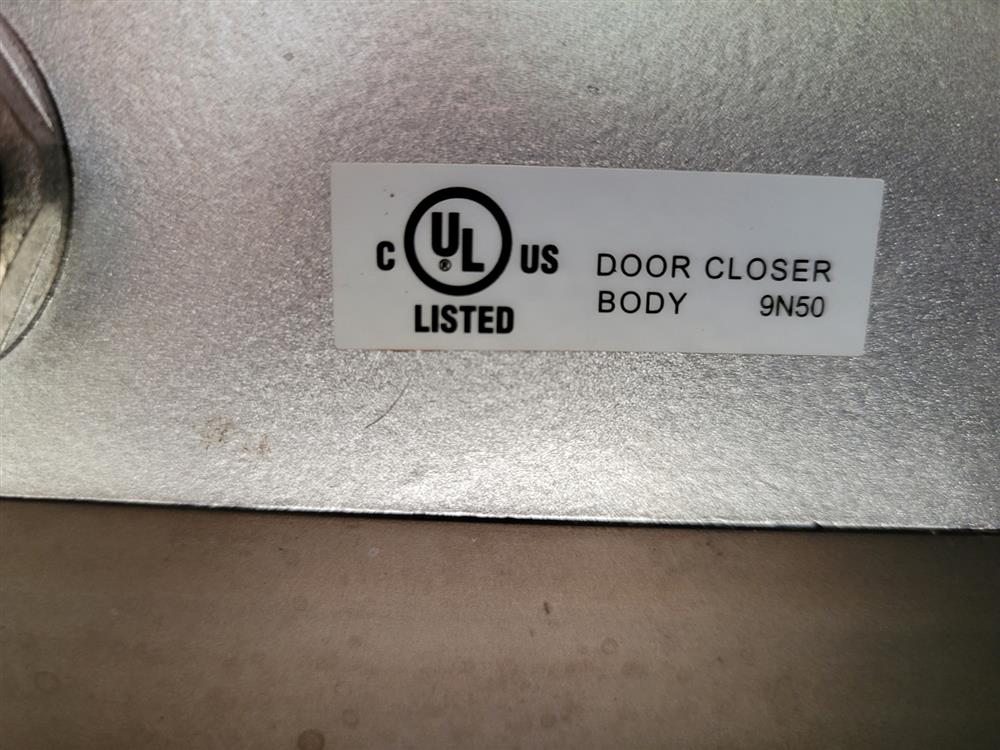 C UL® US
LISTED
DOOR CLOSER
BODY 9N50